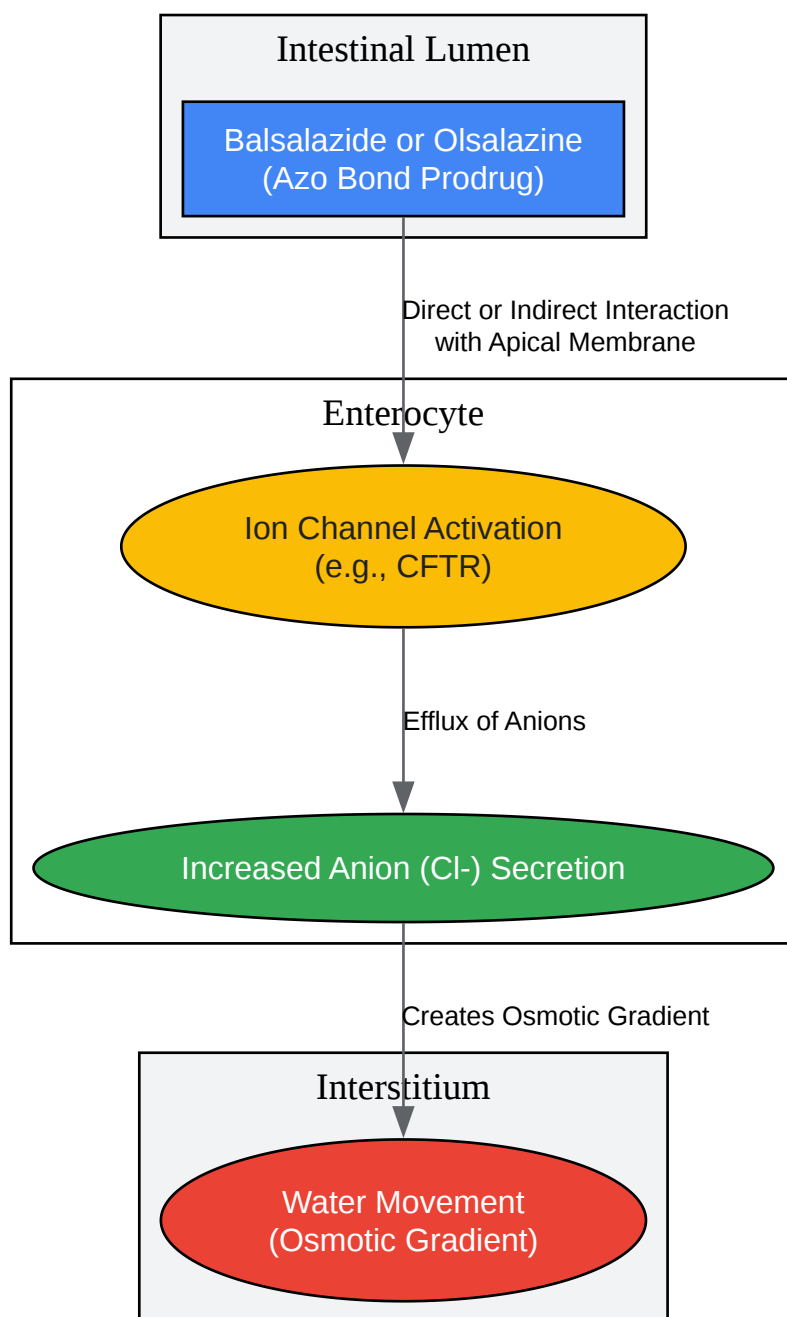 Intestinal Lumen
Balsalazide or Olsalazine
(Azo Bond Prodrug)
Direct or Indirect Interaction
with Apical Membrane
Enterocyte
Ion Channel Activation
(e.g., CFTR)
Efflux of Anions
Increased Anion (Cl-) Secretion
Creates Osmotic Gradient
Interstitium
Water Movement
(Osmotic Gradient)